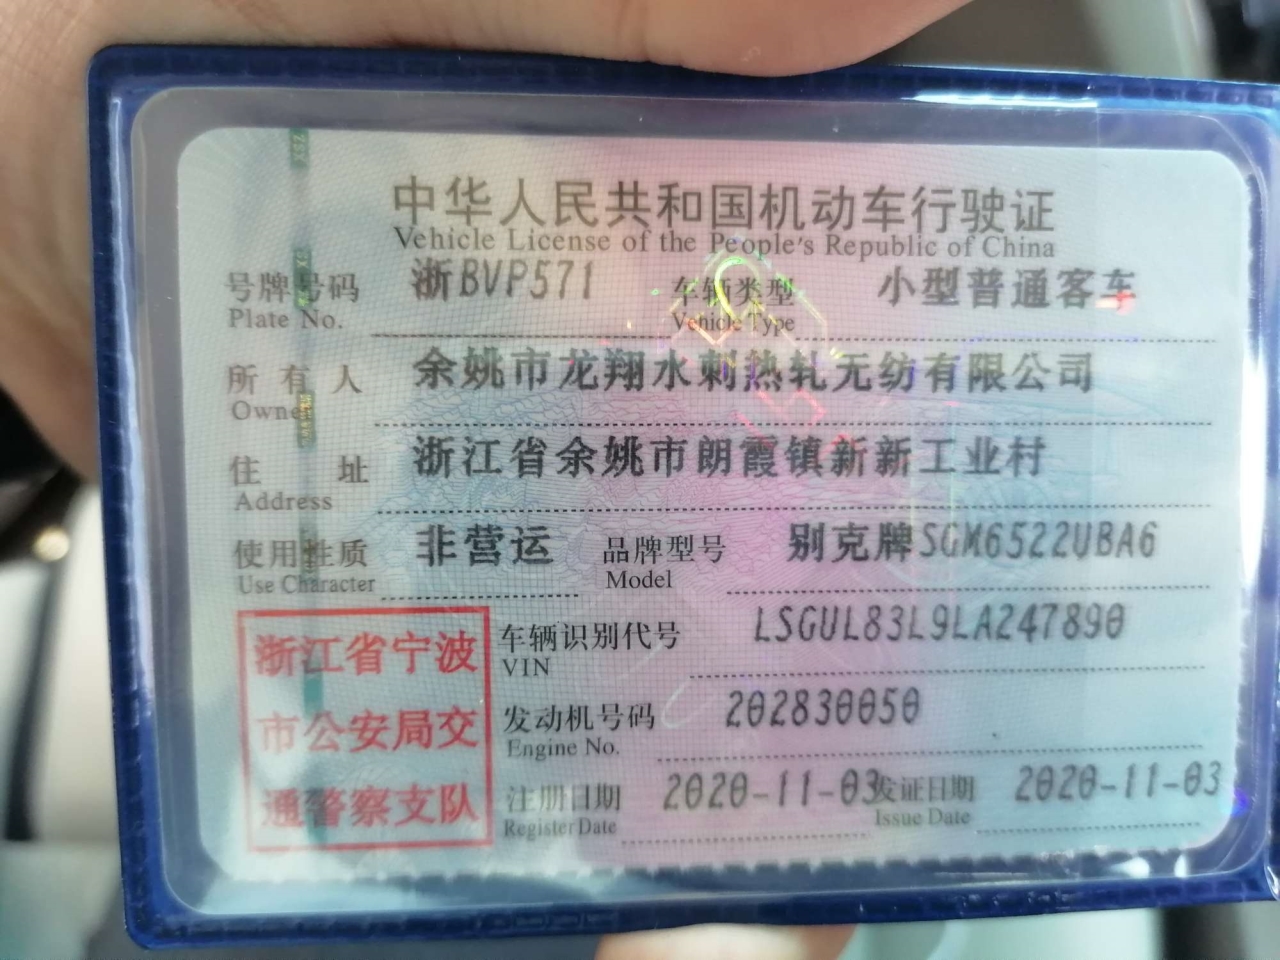 中华人民共和国机动车行驶证
Vehicle License of the People's Republic of China
号牌号码 浙BVP571 车辆类型 小型普通客车
Plate No. Vehicle Type
所有人 余姚市龙翔水刺热轧无纺有限公司
Owner
住址 浙江省余姚市朗霞镇新新工业村
Address
使用性质 非营运 品牌型号 别克牌SGM6522UBA6
Use Character Model
浙江省宁波
市公安局交
通警察支队
车辆识别代号 LSGUL83L9LA247890
VIN
发动机号码 202830050
Engine No.
注册日期 2020-11-03 发证日期 2020-11-03
Register Date Issue Date